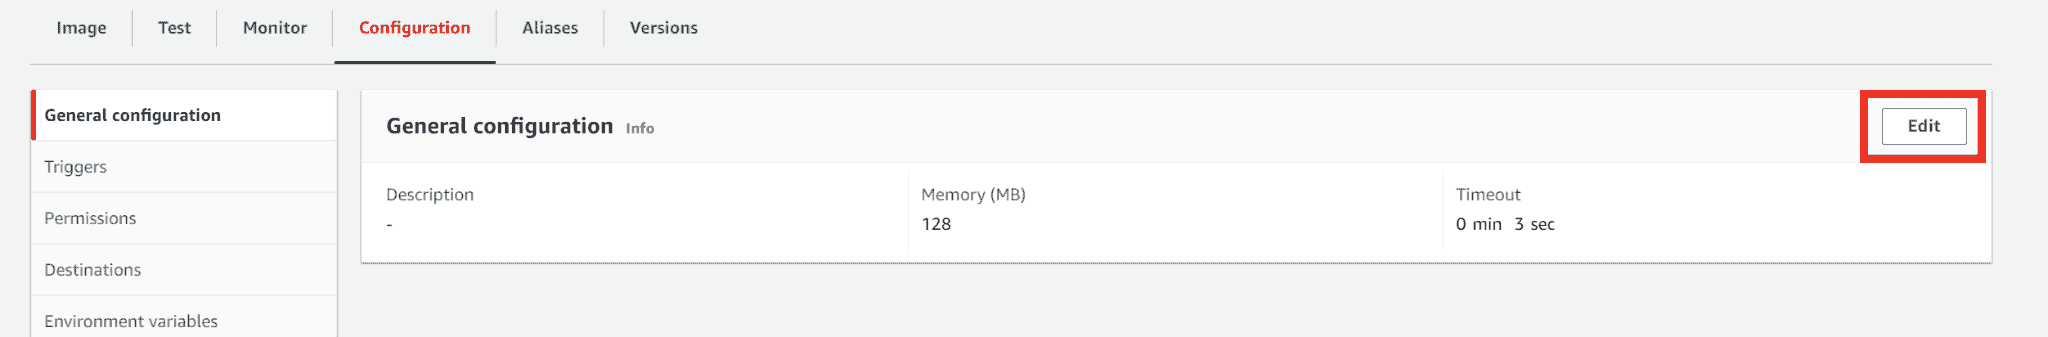 Image Test Monitor Configuration Aliases Versions
General configuration
Triggers
Permissions
Destinations
Environment variables
General configuration Info
Edit
Description
-
Memory (MB)
128
Timeout
0 min 3 sec